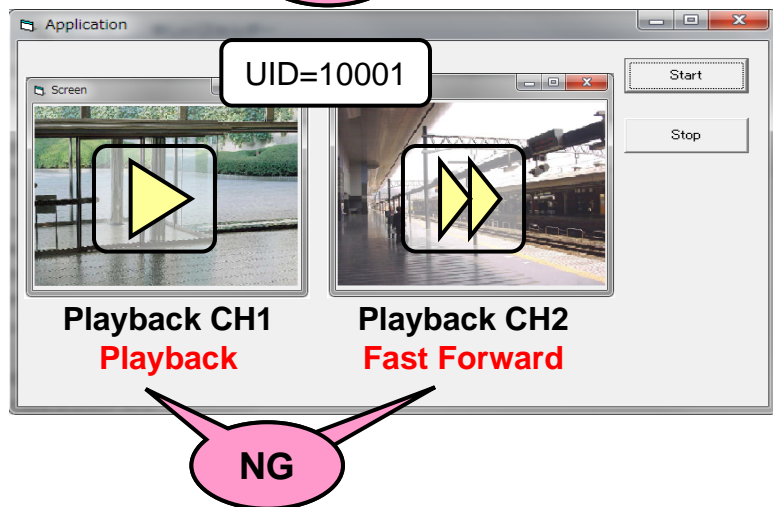 Application
UID=10001
Start
Screen
Stop
Playback CH1
Playback CH2
Playback
Fast Forward
NG